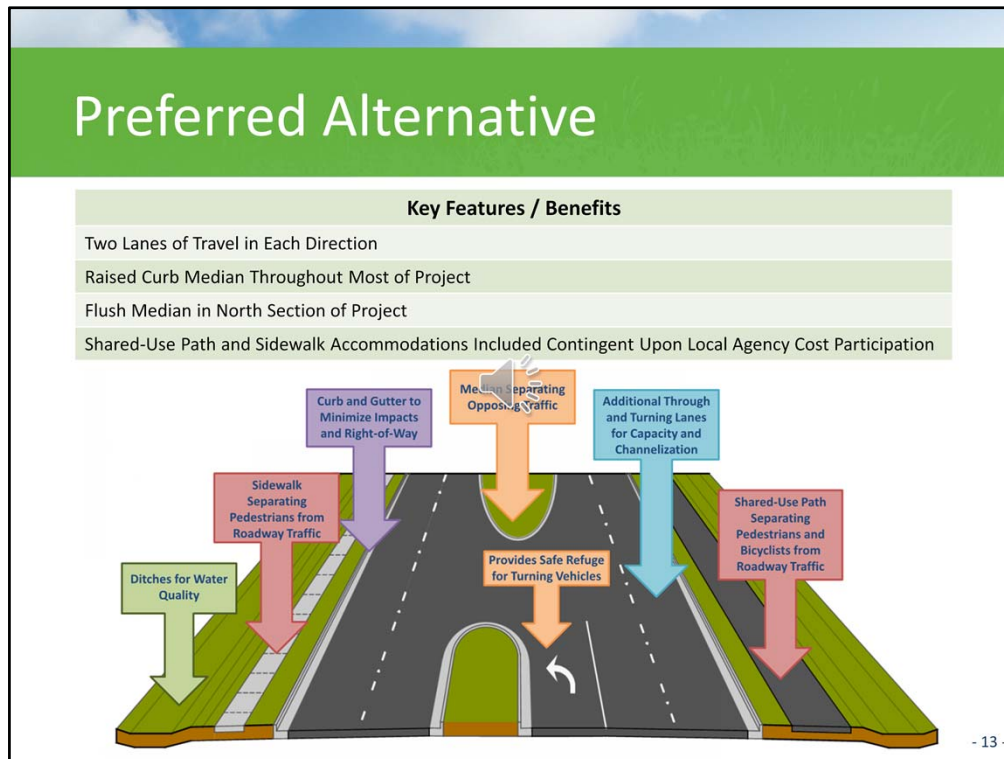 Preferred Alternative
Key Features / Benefits
Two Lanes of Travel in Each Direction
Raised Curb Median Throughout Most of Project
Flush Median in North Section of Project
Shared-Use Path and Sidewalk Accommodations Included Contingent Upon Local Agency Cost Participation
Curb and Gutter to
Minimize Impacts
and Right-of-Way
Median Separating
Opposing Traffic
Additional Through
and Turning Lanes
for Capacity and
Channelization
Sidewalk
Separating
Pedestrians from
Roadway Traffic
Shared-Use Path
Separating
Pedestrians and
Bicyclists from
Roadway Traffic
Provides Safe Refuge
for Turning Vehicles
Ditches for Water
Quality
- 13 -